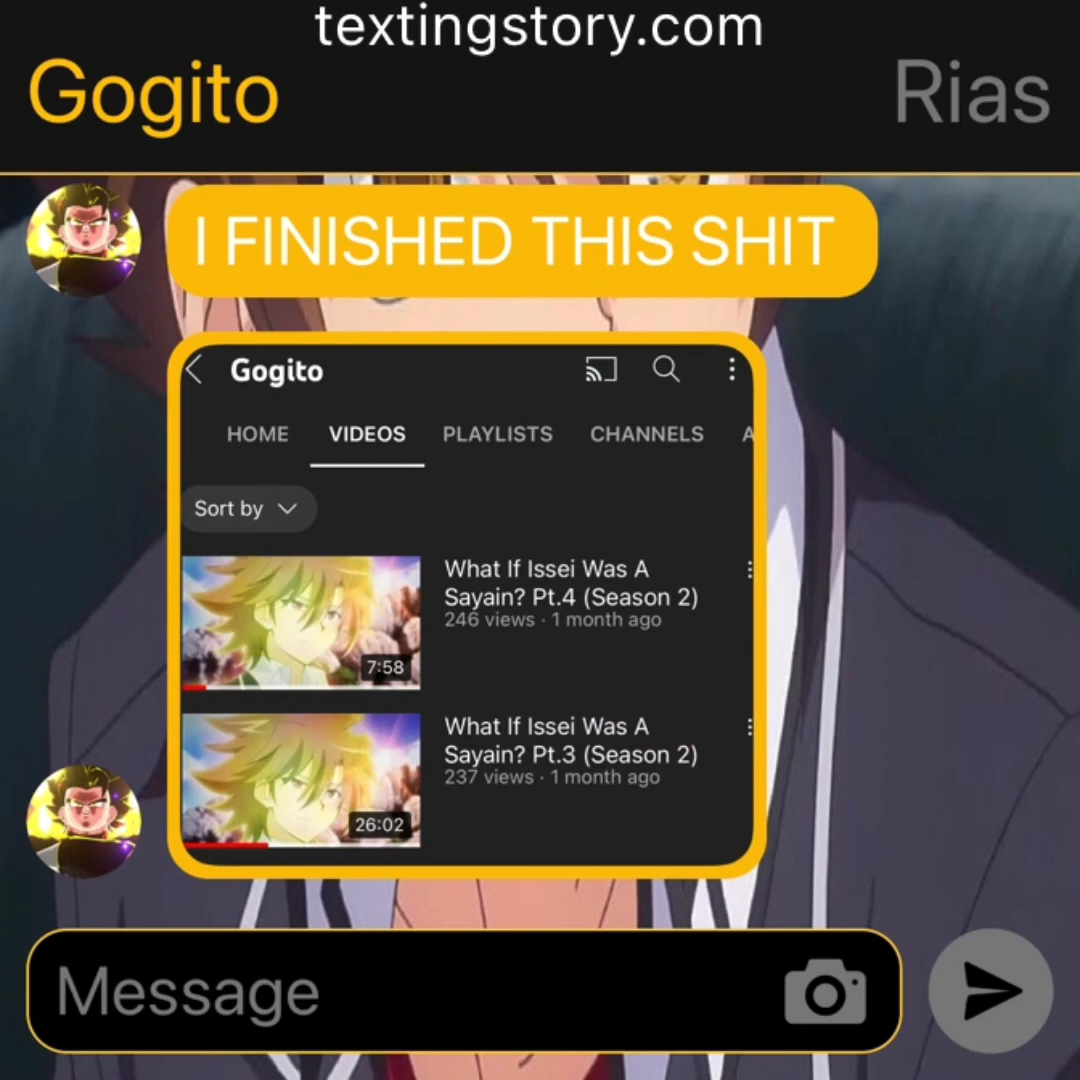 textingstory.com
Gogito
Rias
I FINISHED THIS SHIT
Gogito
HOME VIDEOS PLAYLISTS CHANNELS A
Sort by
What If Issei Was A
Sayain? Pt.4 (Season 2)
246 views · 1 month ago
7:58
What If Issei Was A
Sayain? Pt.3 (Season 2)
237 views · 1 month ago
26:02
Message